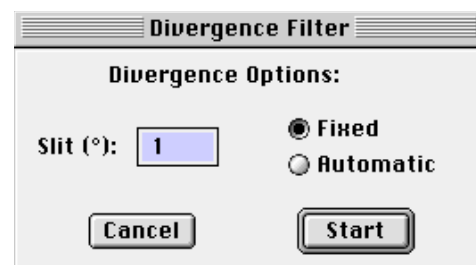 Divergence Filter
Divergence Options:
Slit (°): 1
Fixed
Automatic
Cancel Start